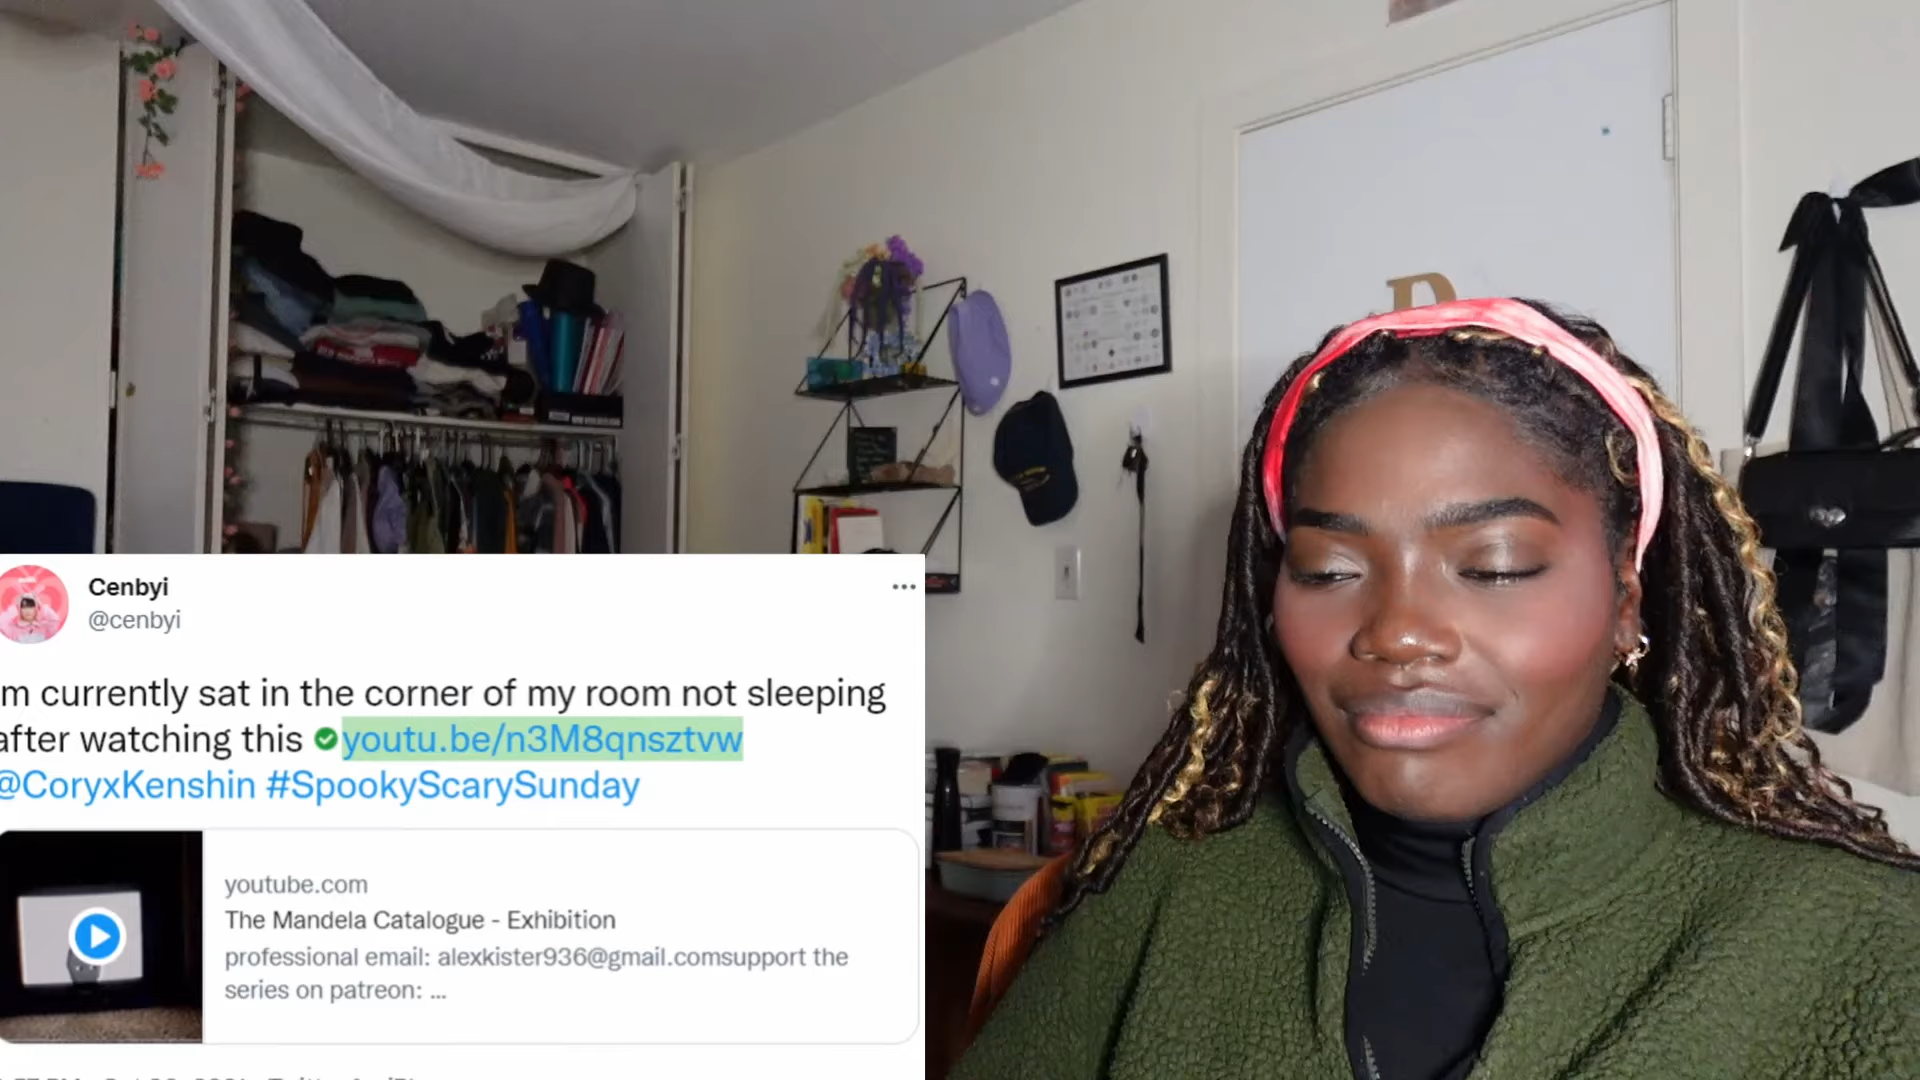 Cenbyi
@cenbyi
m currently sat in the corner of my room not sleeping
after watching this youtu.be/n3M8qnsztvw
@CoryxKenshin #SpookyScarySunday
youtube.com
The Mandela Catalogue - Exhibition
professional email: alexkister936@gmail.comsupport the
series on patreon: ...